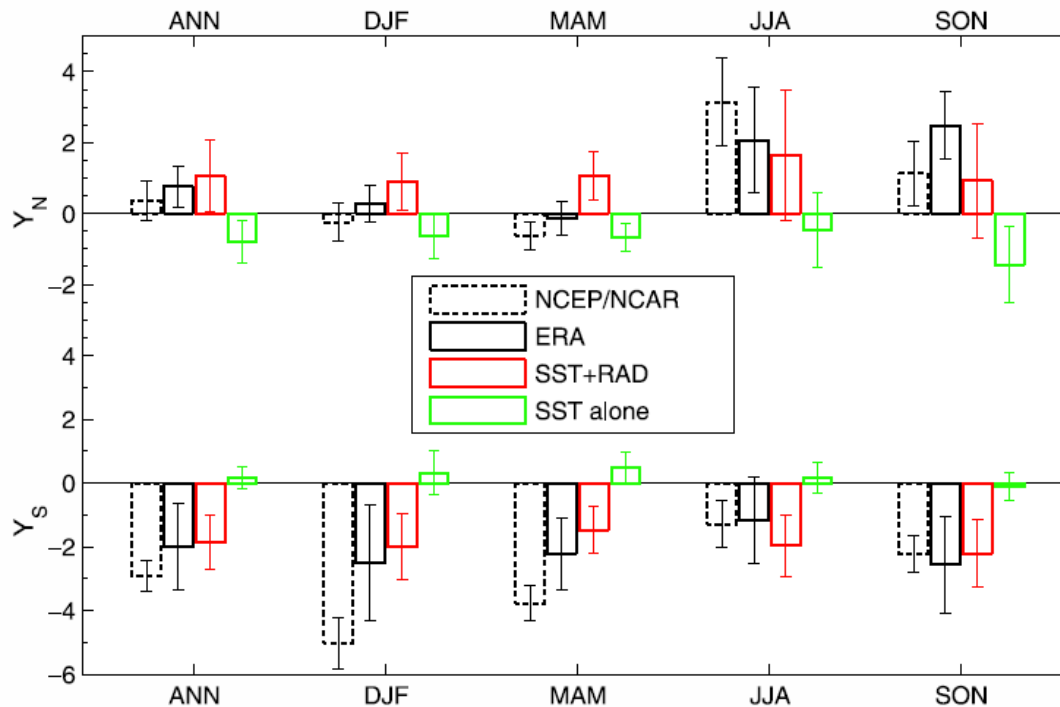 ANN DJF MAM JJA SON
4
2
0
−2
−4
Y_N
NCEP/NCAR
ERA
SST+RAD
SST alone
4
2
0
−2
−4
−6
Y_S
ANN DJF MAM JJA SON